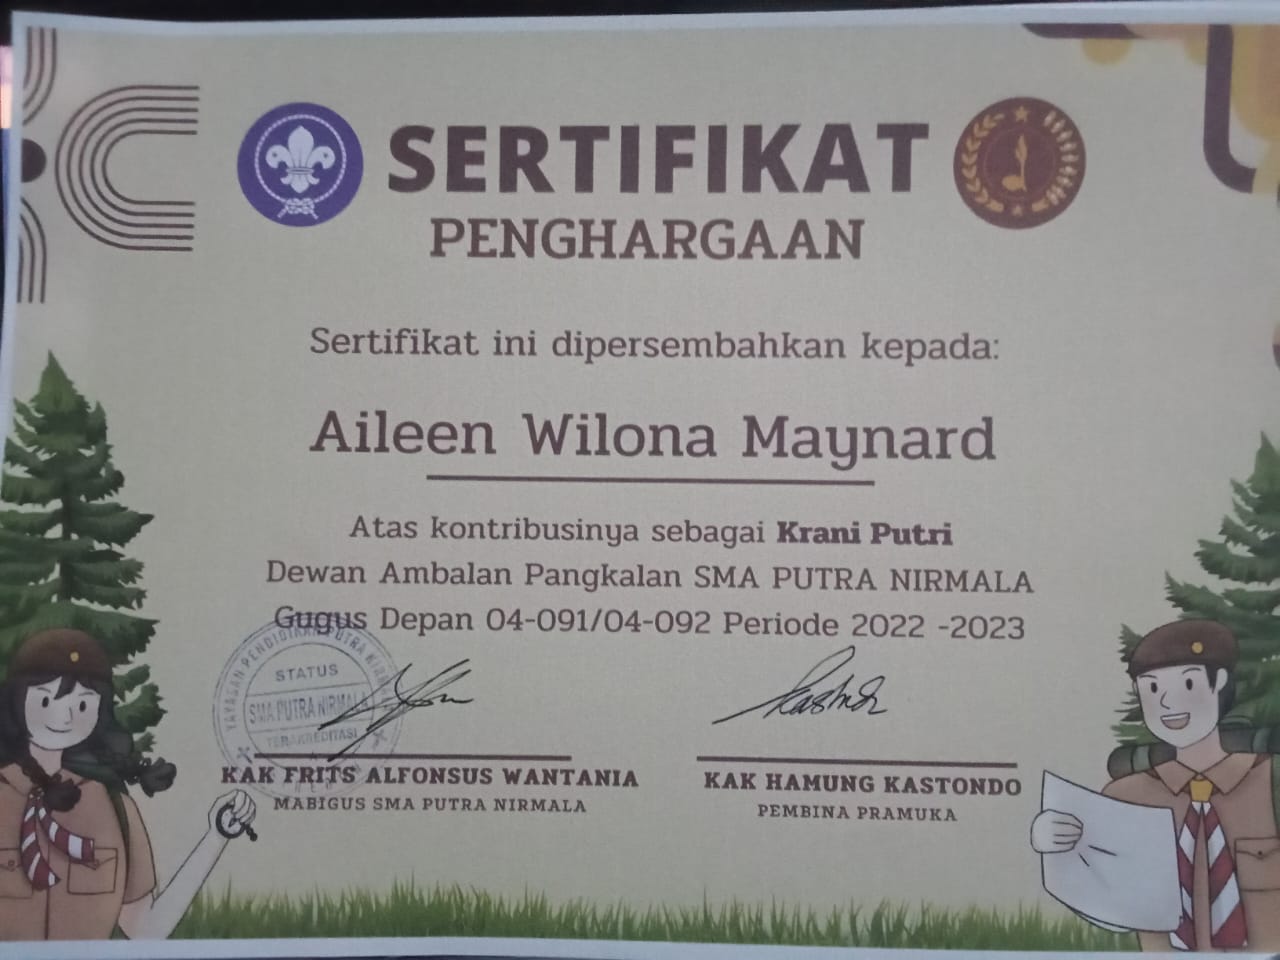 SERTIFIKAT
PENGHARGAAN
Sertifikat ini dipersembahkan kepada:
Aileen Wilona Maynard
Atas kontribusinya sebagai Krani Putri
Dewan Ambalan Pangkalan SMA PUTRA NIRMALA
Gugus Depan 04-091/04-092 Periode 2022 -2023
YAYASAN PENDIDIKAN PUTRA NIRMALA
STATUS
SMA PUTRA NIRMALA
TERAKREDITASI
KAK FRITS ALFONSUS WANTANIA
MABIGUS SMA PUTRA NIRMALA
KAK HAMUNG KASTONDO
PEMBINA PRAMUKA